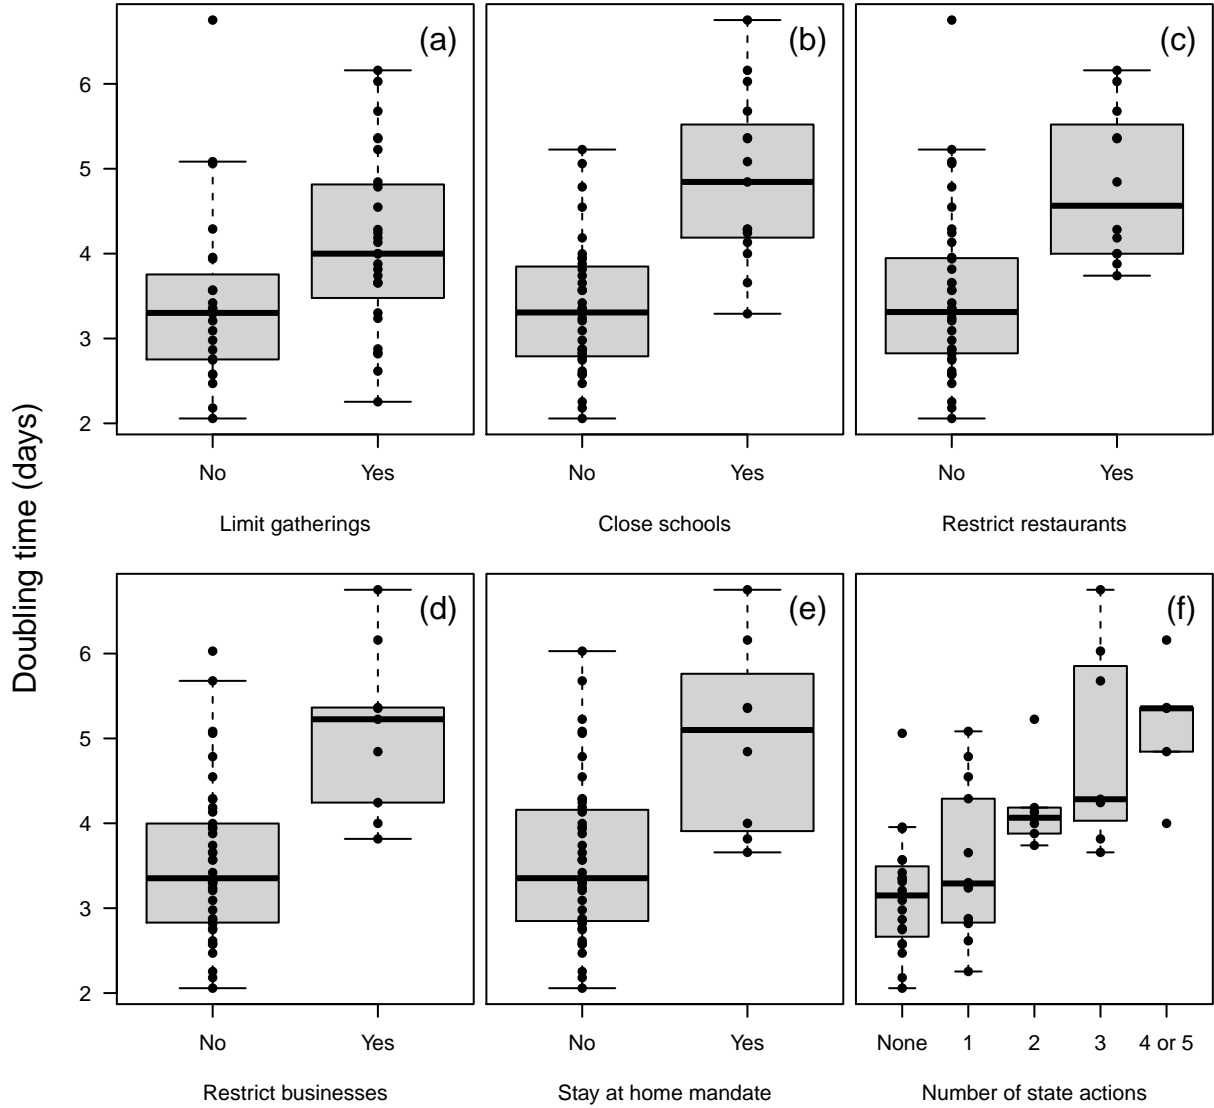 (a)
(b)
(c)
6
5
4
3
2
No
Yes
No
Yes
No
Yes
Limit gatherings
Close schools
Restrict restaurants
Doubling time (days)
(d)
(e)
(f)
6
5
4
3
2
No
Yes
No
Yes
None
1
2
3
4 or 5
Restrict businesses
Stay at home mandate
Number of state actions